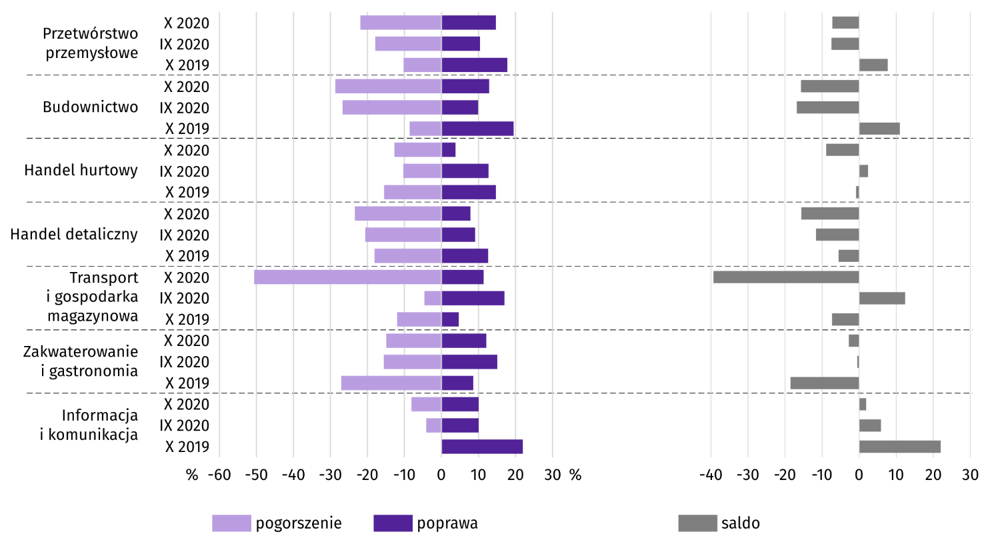 Przetwórstwo
przemysłowe
X 2020
IX 2020
X 2019
Budownictwo
X 2020
IX 2020
X 2019
Handel hurtowy
X 2020
IX 2020
X 2019
Handel detaliczny
X 2020
IX 2020
X 2019
Transport
i gospodarka
magazynowa
X 2020
IX 2020
X 2019
Zakwaterowanie
i gastronomia
X 2020
IX 2020
X 2019
Informacja
i komunikacja
X 2020
IX 2020
X 2019
% -60 -50 -40 -30 -20 -10 0 10 20 30 %
-40 -30 -20 -10 0 10 20 30
pogorszenie
poprawa
saldo